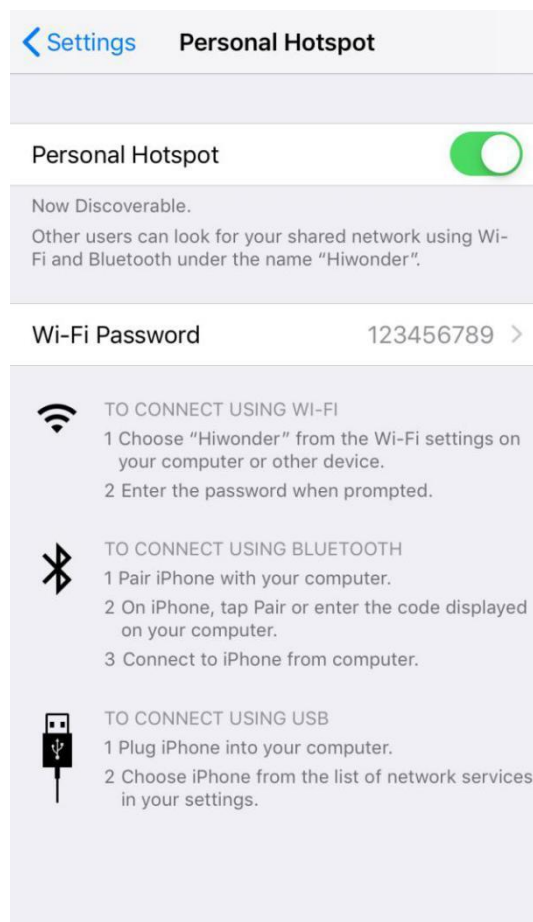 Settings Personal Hotspot
Personal Hotspot
Now Discoverable.
Other users can look for your shared network using Wi-
Fi and Bluetooth under the name “Hiwonder”.
Wi-Fi Password 123456789
TO CONNECT USING WI-FI
1 Choose “Hiwonder” from the Wi-Fi settings on
your computer or other device.
2 Enter the password when prompted.
TO CONNECT USING BLUETOOTH
1 Pair iPhone with your computer.
2 On iPhone, tap Pair or enter the code displayed
on your computer.
3 Connect to iPhone from computer.
TO CONNECT USING USB
1 Plug iPhone into your computer.
2 Choose iPhone from the list of network services
in your settings.